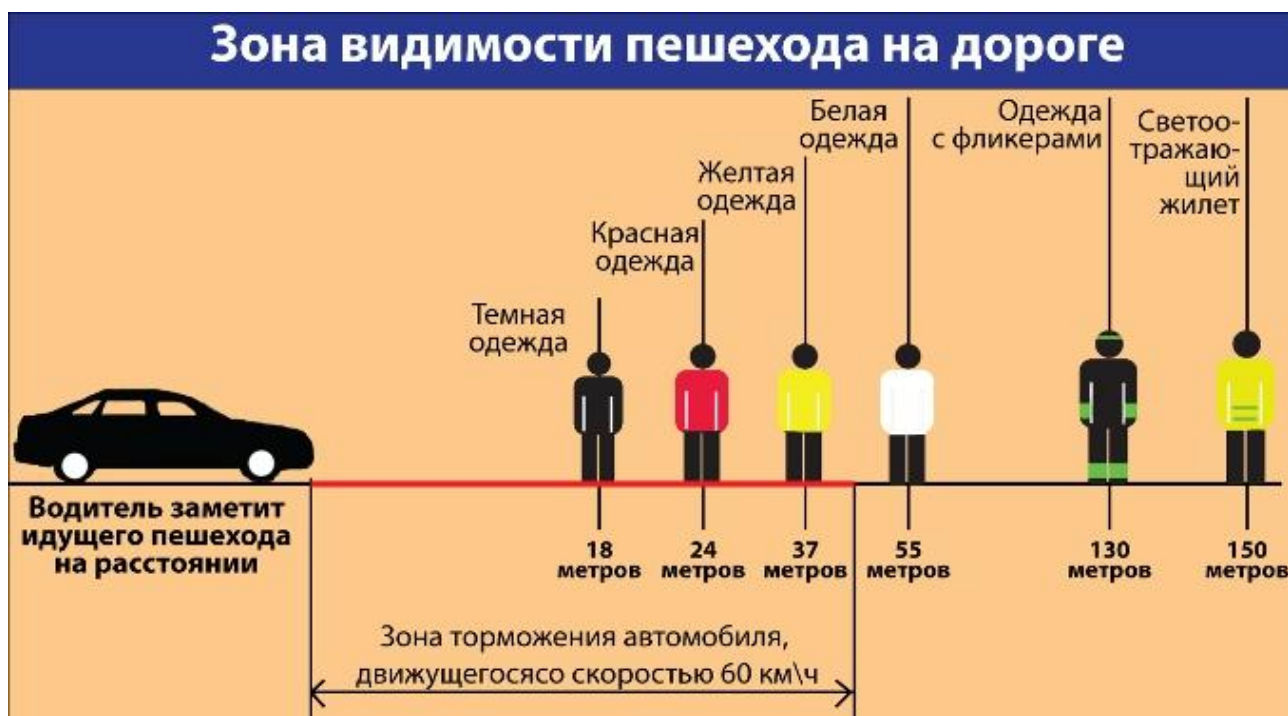 Зона видимости пешехода на дороге
Белая
одежда
Одежда
с фликерами
Светоо-
тражаю-
щий
жилет
Желтая
одежда
Красная
одежда
Темная
одежда
Водитель заметит
идущего пешехода
на расстоянии
18
метров
24
метров
37
метров
55
метров
130
метров
150
метров
Зона торможения автомобиля,
движущегосясо скоростью 60 км\ч